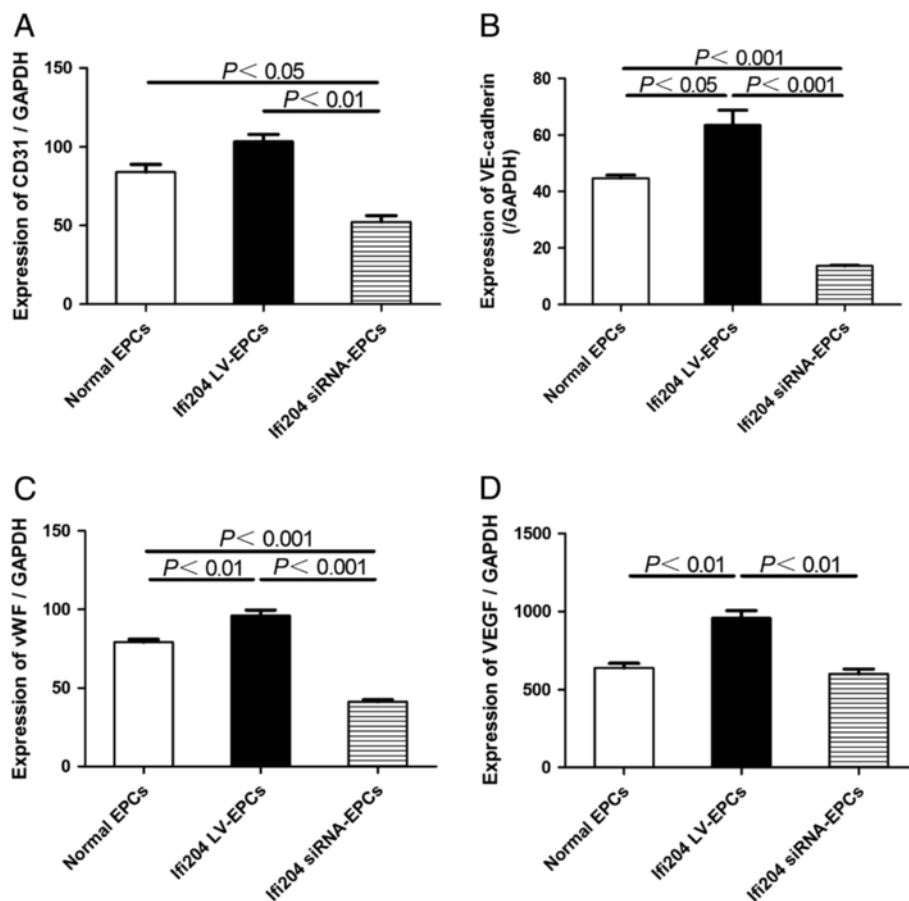 A
Expression of CD31 / GAPDH
150
100
50
0
P< 0.05
P< 0.01
Normal EPCs
Ifi204 LV-EPCs
Ifi204 siRNA-EPCs
B
Expression of VE-cadherin
(/GAPDH)
80
60
40
20
0
P< 0.001
P< 0.05
P< 0.001
Normal EPCs
Ifi204 LV-EPCs
Ifi204 siRNA-EPCs
C
Expression of vWF / GAPDH
150
100
50
0
P< 0.001
P< 0.01
P< 0.001
Normal EPCs
Ifi204 LV-EPCs
Ifi204 siRNA-EPCs
D
Expression of VEGF / GAPDH
1500
1000
500
0
P< 0.01
P< 0.01
Normal EPCs
Ifi204 LV-EPCs
Ifi204 siRNA-EPCs